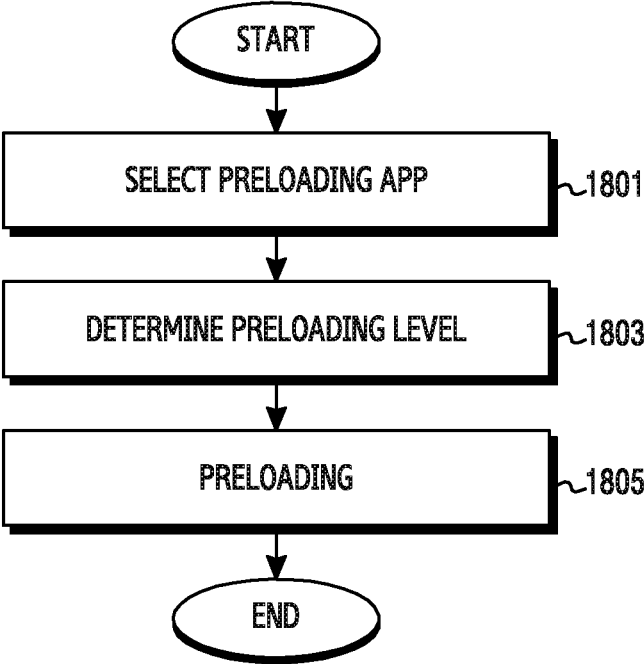 START
SELECT PRELOADING APP
1801
DETERMINE PRELOADING LEVEL
1803
PRELOADING
1805
END